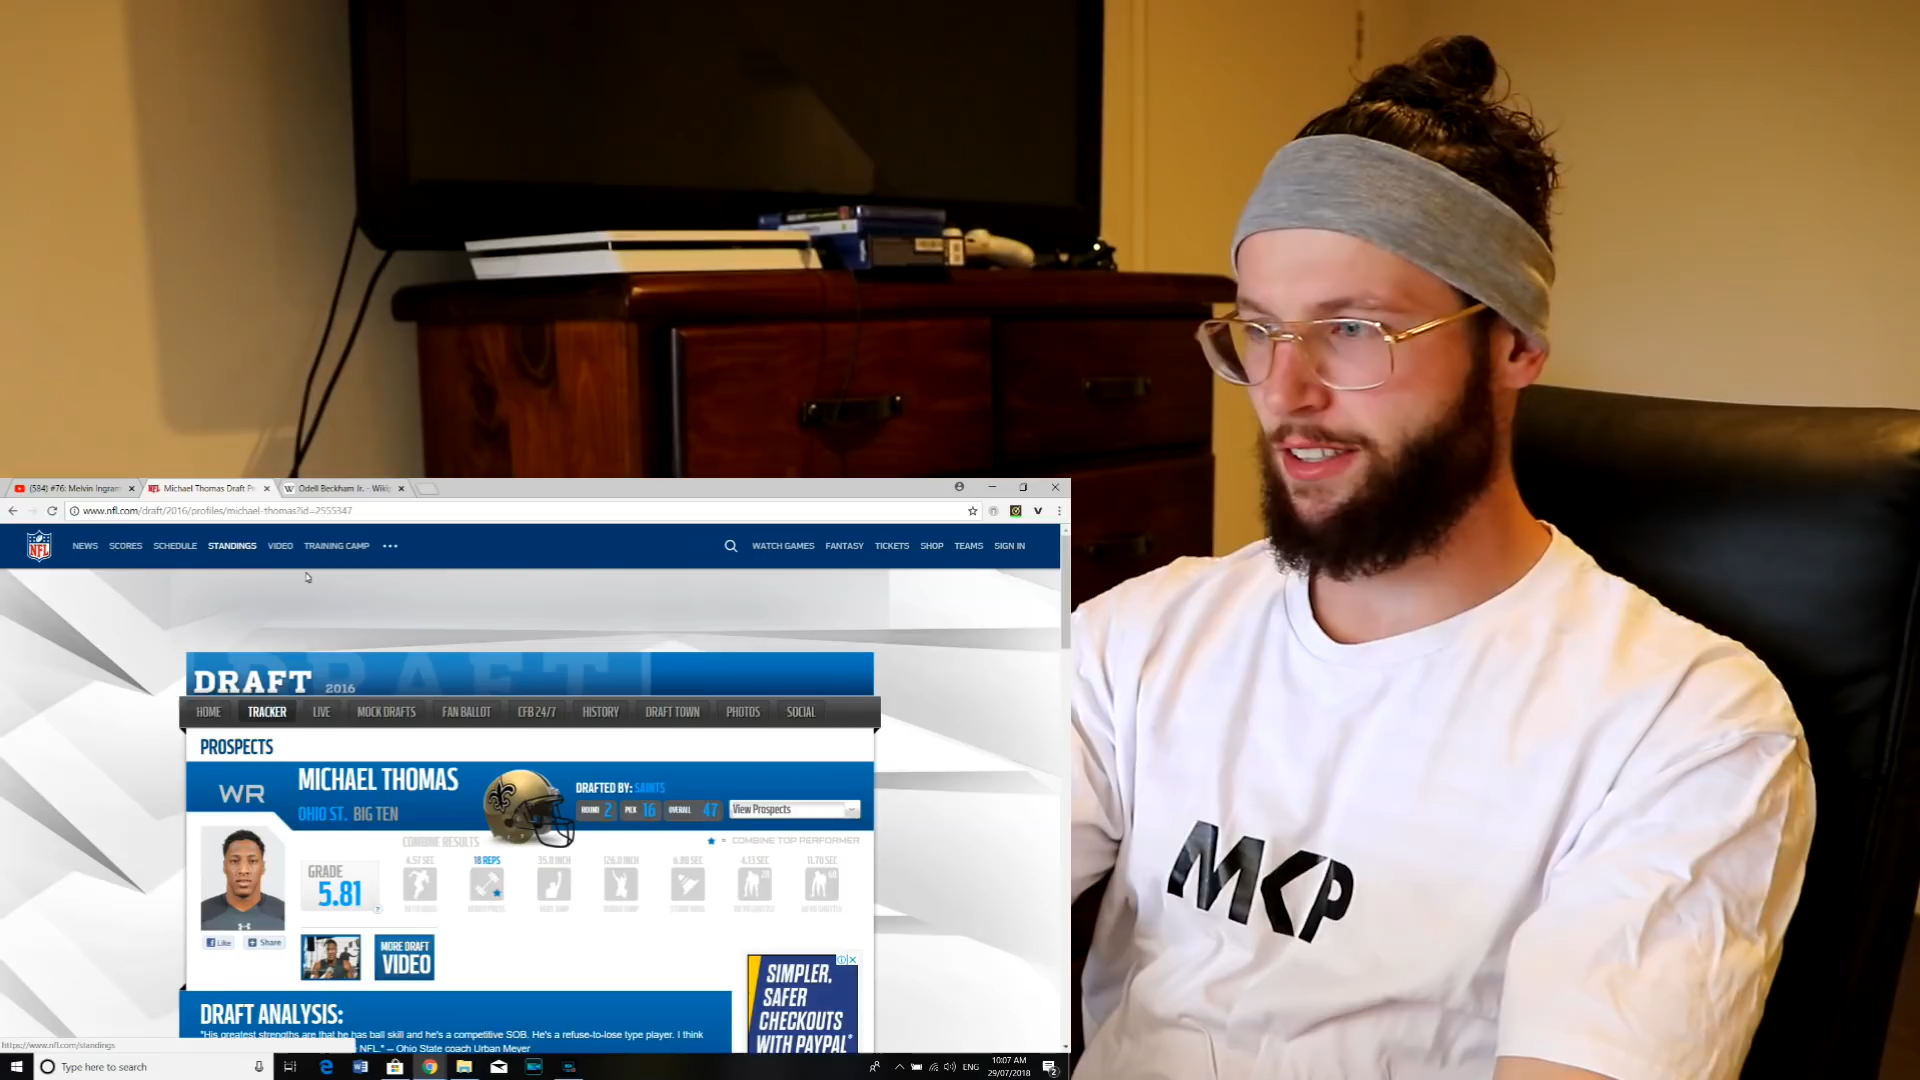 MKP
(584) #76: Melvin Ingram
Michael Thomas Draft Pr
Odell Beckham Jr. - Wiki
www.nfl.com/draft/2016/profiles/michael-thomas?id=2555347
NFL
NEWS SCORES SCHEDULE STANDINGS VIDEO TRAINING CAMP
WATCH GAMES FANTASY TICKETS SHOP TEAMS SIGN IN
DRAFT 2016
HOME TRACKER LIVE MOCK DRAFTS FAN BALLOT CFB 24/7 HISTORY DRAFT TOWN PHOTOS SOCIAL
PROSPECTS
WR
MICHAEL THOMAS
OHIO ST. BIG TEN
DRAFTED BY: SAINTS
ROUND 2 PICK 16 OVERALL 47
View Prospects
COMBINE RESULTS
= COMBINE TOP PERFORMER
4.57 SEC 18 REPS 35.0 INCH 126.0 INCH 6.80 SEC 4.13 SEC 11.70 SEC
GRADE
5.81
Like
Share
MORE DRAFT
VIDEO
DRAFT ANALYSIS:
"His greatest strengths are that he has ball skill and he's a competitive SOB. He's a refuse-to-lose type player. I think
NFL." – Ohio State coach Urban Meyer
SIMPLER,
SAFER
CHECKOUTS
WITH PAYPAL*
https://www.nfl.com/standings
Type here to search
ENG
10:07 AM
29/07/2018